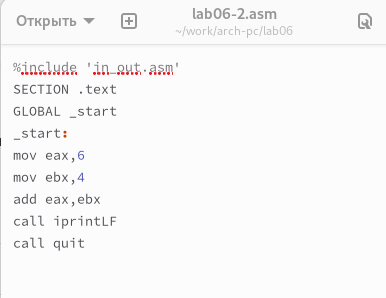 Открыть
lab06-2.asm
~/work/arch-pc/lab06
%include 'in_out.asm'
SECTION .text
GLOBAL _start
_start:
mov eax,6
mov ebx,4
add eax,ebx
call iprintLF
call quit